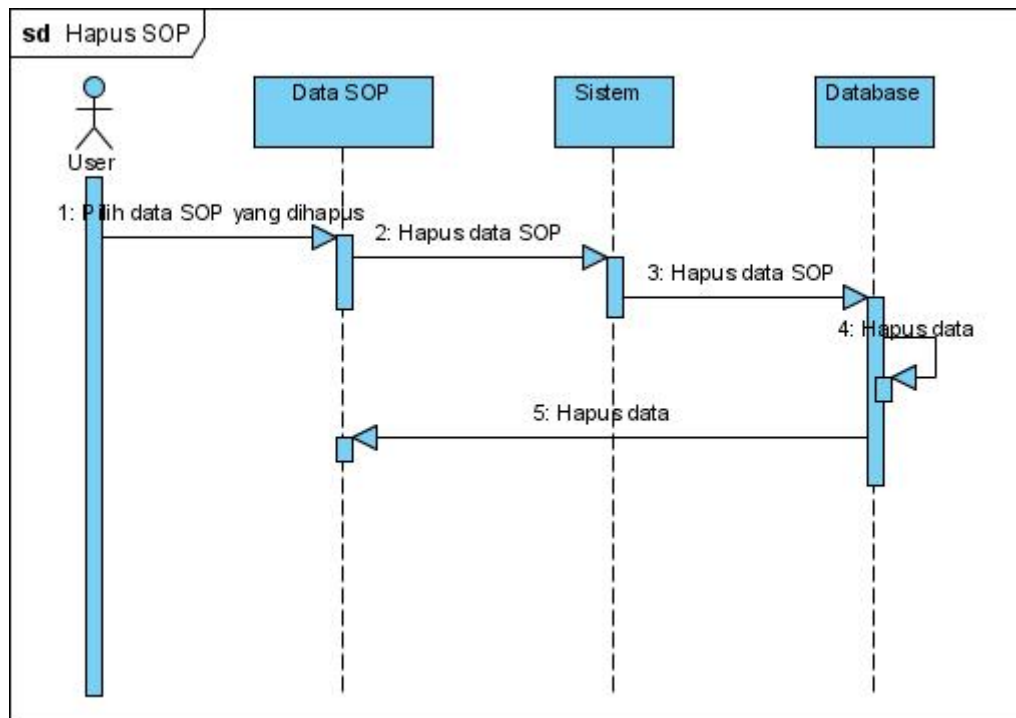 sd Hapus SOP
Data SOP
Sistem
Database
User
1: Pilih data SOP yang dihapus
2: Hapus data SOP
3: Hapus data SOP
4: Hapus data
5: Hapus data